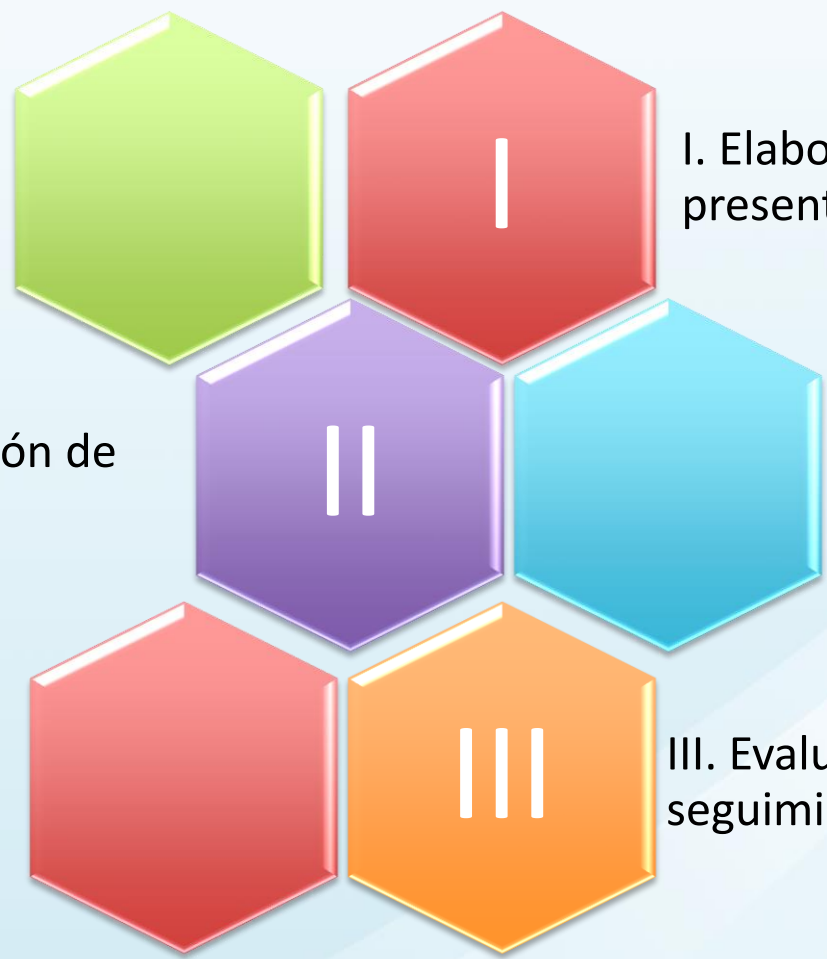 I
I. Elabo
present
ón de
II
III
III. Evalu
seguimi